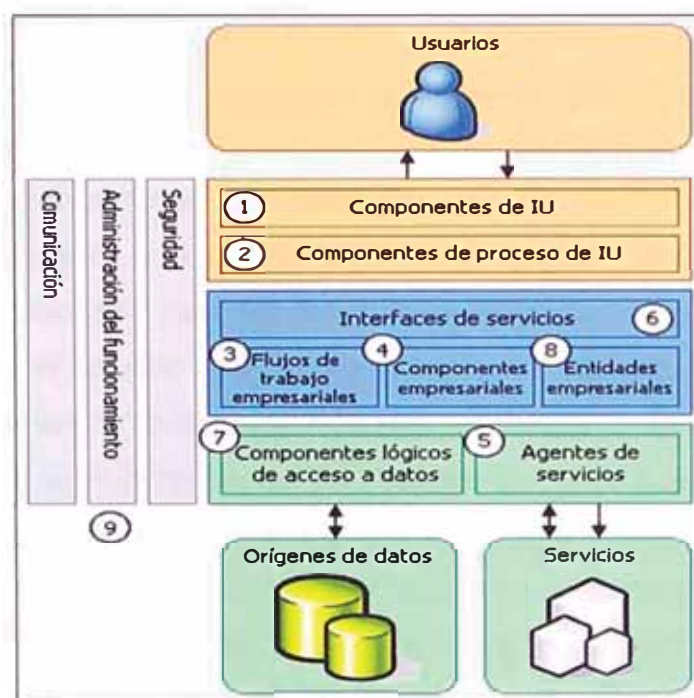 Usuarios
Comunicación
Administración del funcionamiento
Seguridad
1 Componentes de IU
2 Componentes de proceso de IU
Interfaces de servicios 6
3 Flujos de
trabajo
empresariales
4 Componentes
empresariales
8 Entidades
empresariales
7 Componentes lógicos
de acceso a datos
5 Agentes de
servicios
9
Orígenes de datos
Servicios